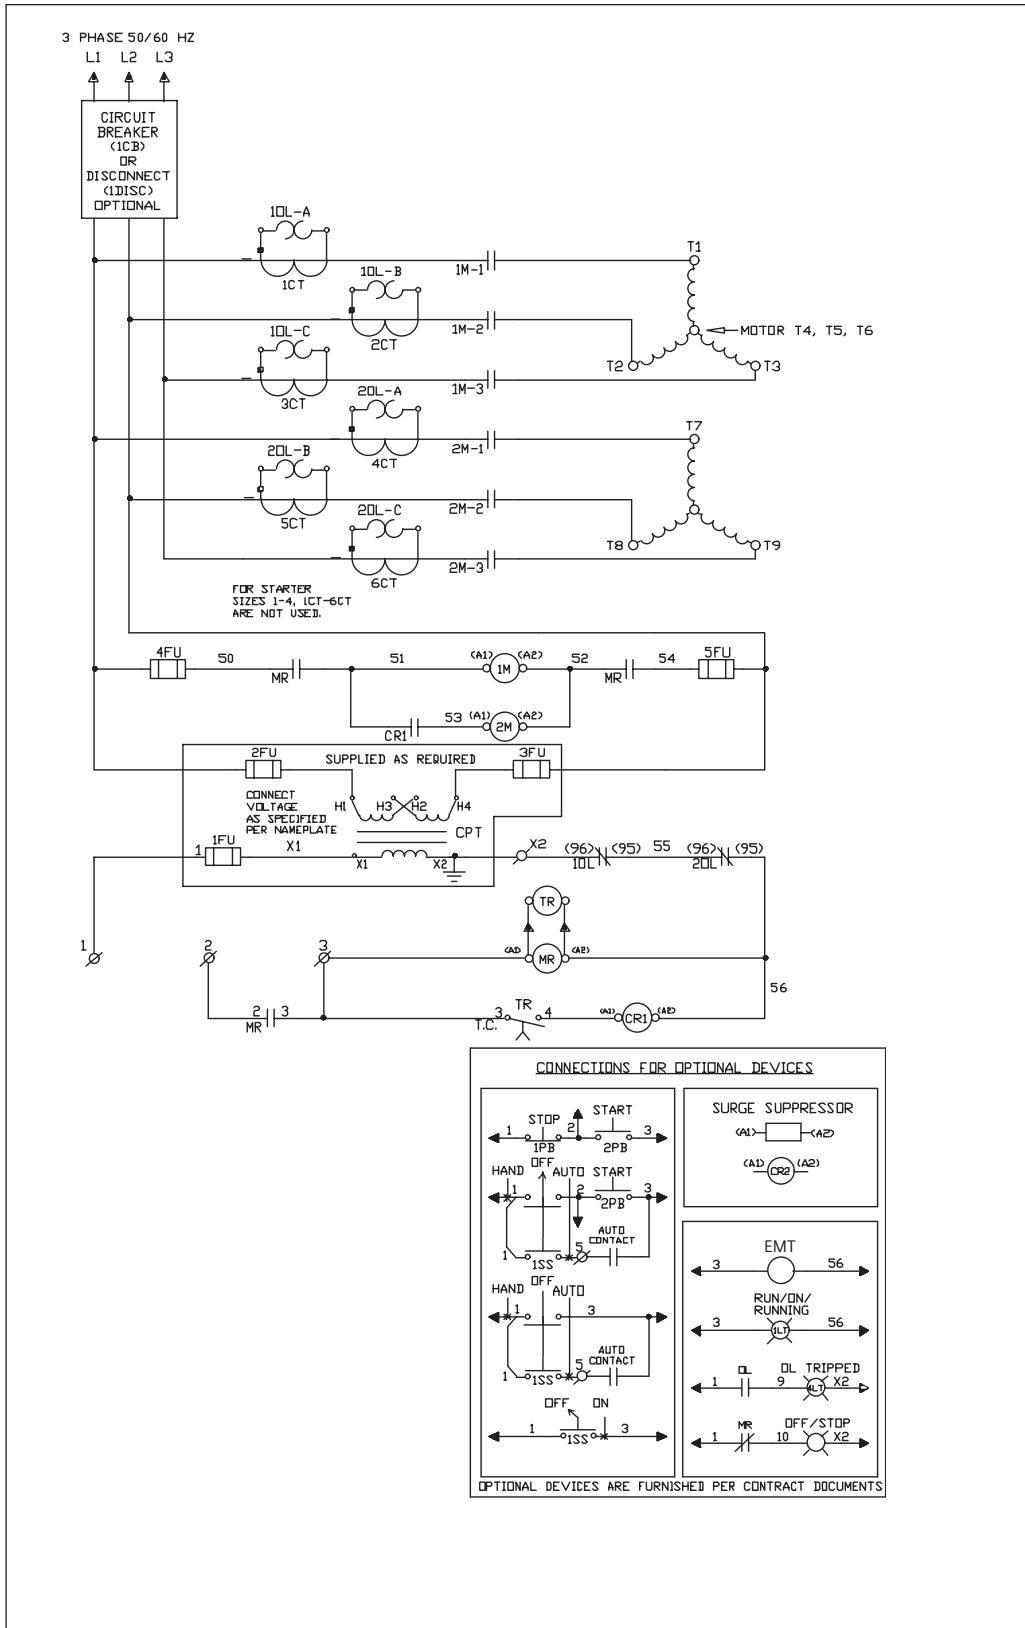 3 PHASE 50/60 HZ
L1 L2 L3
CIRCUIT
BREAKER
(1CB)
OR
DISCONNECT
(1DISC)
OPTIONAL
1OL-A
1CT
1M-1
T1
1OL-B
2CT
1M-2
MOTOR T4, T5, T6
1OL-C
3CT
1M-3
T2
T3
2OL-A
4CT
2M-1
T7
2OL-B
5CT
2M-2
2OL-C
6CT
2M-3
T8
T9
FOR STARTER
SIZES 1-4, 1CT-6CT
ARE NOT USED.
4FU 50 MR 51 (A1) 1M (A2) 52 MR 54 5FU
CR1 53 (A1) 2M (A2)
2FU SUPPLIED AS REQUIRED 3FU
CONNECT
VOLTAGE
AS SPECIFIED
PER NAMEPLATE
H1 H3 H2 H4
CPT
1 1FU X1 X1 X2 X2 (96) 1OL (95) 55 (96) 2OL (95)
TR
1 2 3 (A1) MR (A2)
56
2 MR 3 3 T.C. TR 4 (A1) CR1 (A2)
CONNECTIONS FOR OPTIONAL DEVICES
1 STOP 1PB 2 START 2PB 3
HAND OFF AUTO START
1 2 2PB 3
AUTO
CONTACT
1 1SS 5
HAND OFF AUTO
1 3
AUTO
CONTACT
1 1SS 5
OFF ON
1 1SS 3
SURGE SUPPRESSOR
(A1) (A2)
(A1) CR2 (A2)
EMT
3 56
RUN/ON/
RUNNING
3 1LT 56
OL OL TRIPPED
1 9 4LT X2
MR OFF/STOP
1 10 X2
OPTIONAL DEVICES ARE FURNISHED PER CONTRACT DOCUMENTS